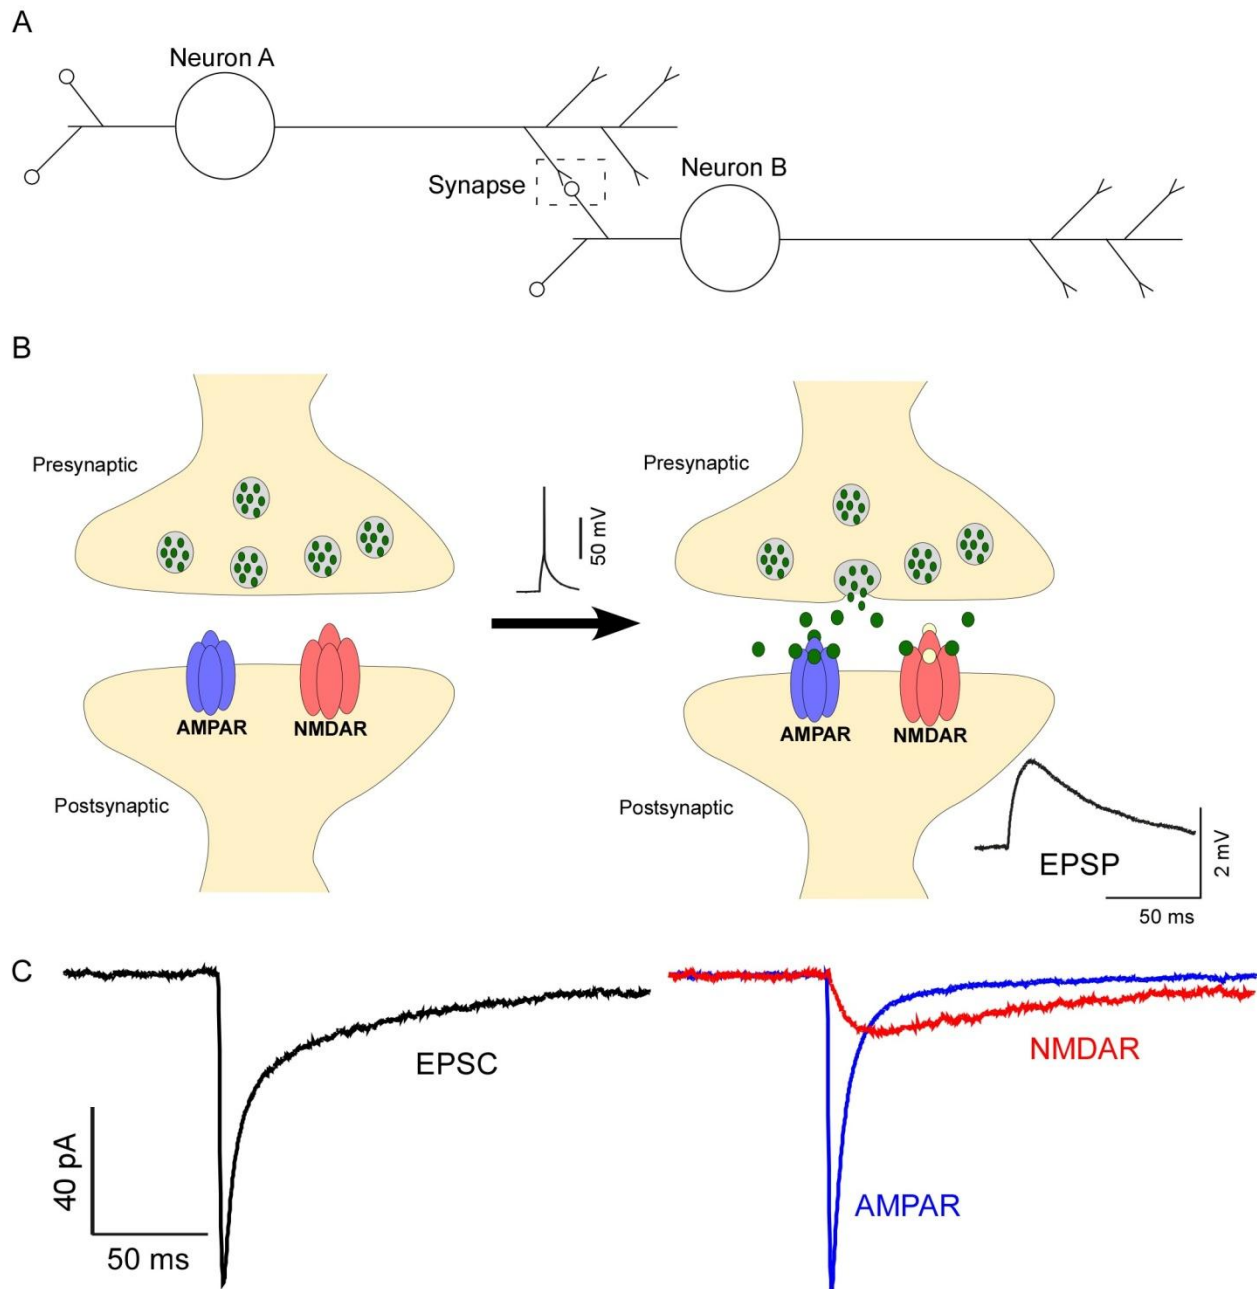 A
Neuron A
Synapse
Neuron B
B
Presynaptic
AMPAR
NMDAR
Postsynaptic
50 mV
Presynaptic
AMPAR
NMDAR
Postsynaptic
EPSP
2 mV
50 ms
C
EPSC
40 pA
50 ms
NMDAR
AMPAR